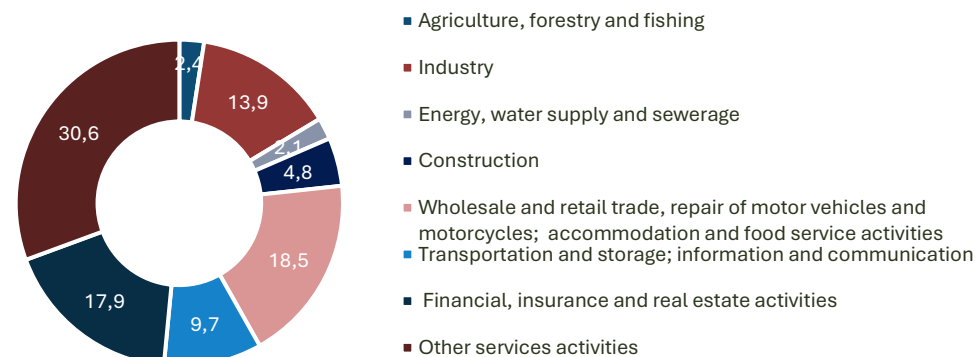 2,4
13,9
2,1
4,8
18,5
9,7
17,9
30,6
Agriculture, forestry and fishing
Industry
Energy, water supply and sewerage
Construction
Wholesale and retail trade, repair of motor vehicles and
motorcycles;  accommodation and food service activities
Transportation and storage; information and communication
Financial, insurance and real estate activities
Other services activities